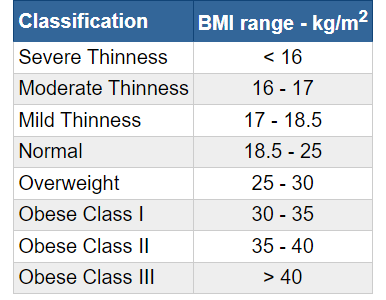 Classification BMI range - kg/m²
Severe Thinness < 16
Moderate Thinness 16 - 17
Mild Thinness 17 - 18.5
Normal 18.5 - 25
Overweight 25 - 30
Obese Class I 30 - 35
Obese Class II 35 - 40
Obese Class III > 40